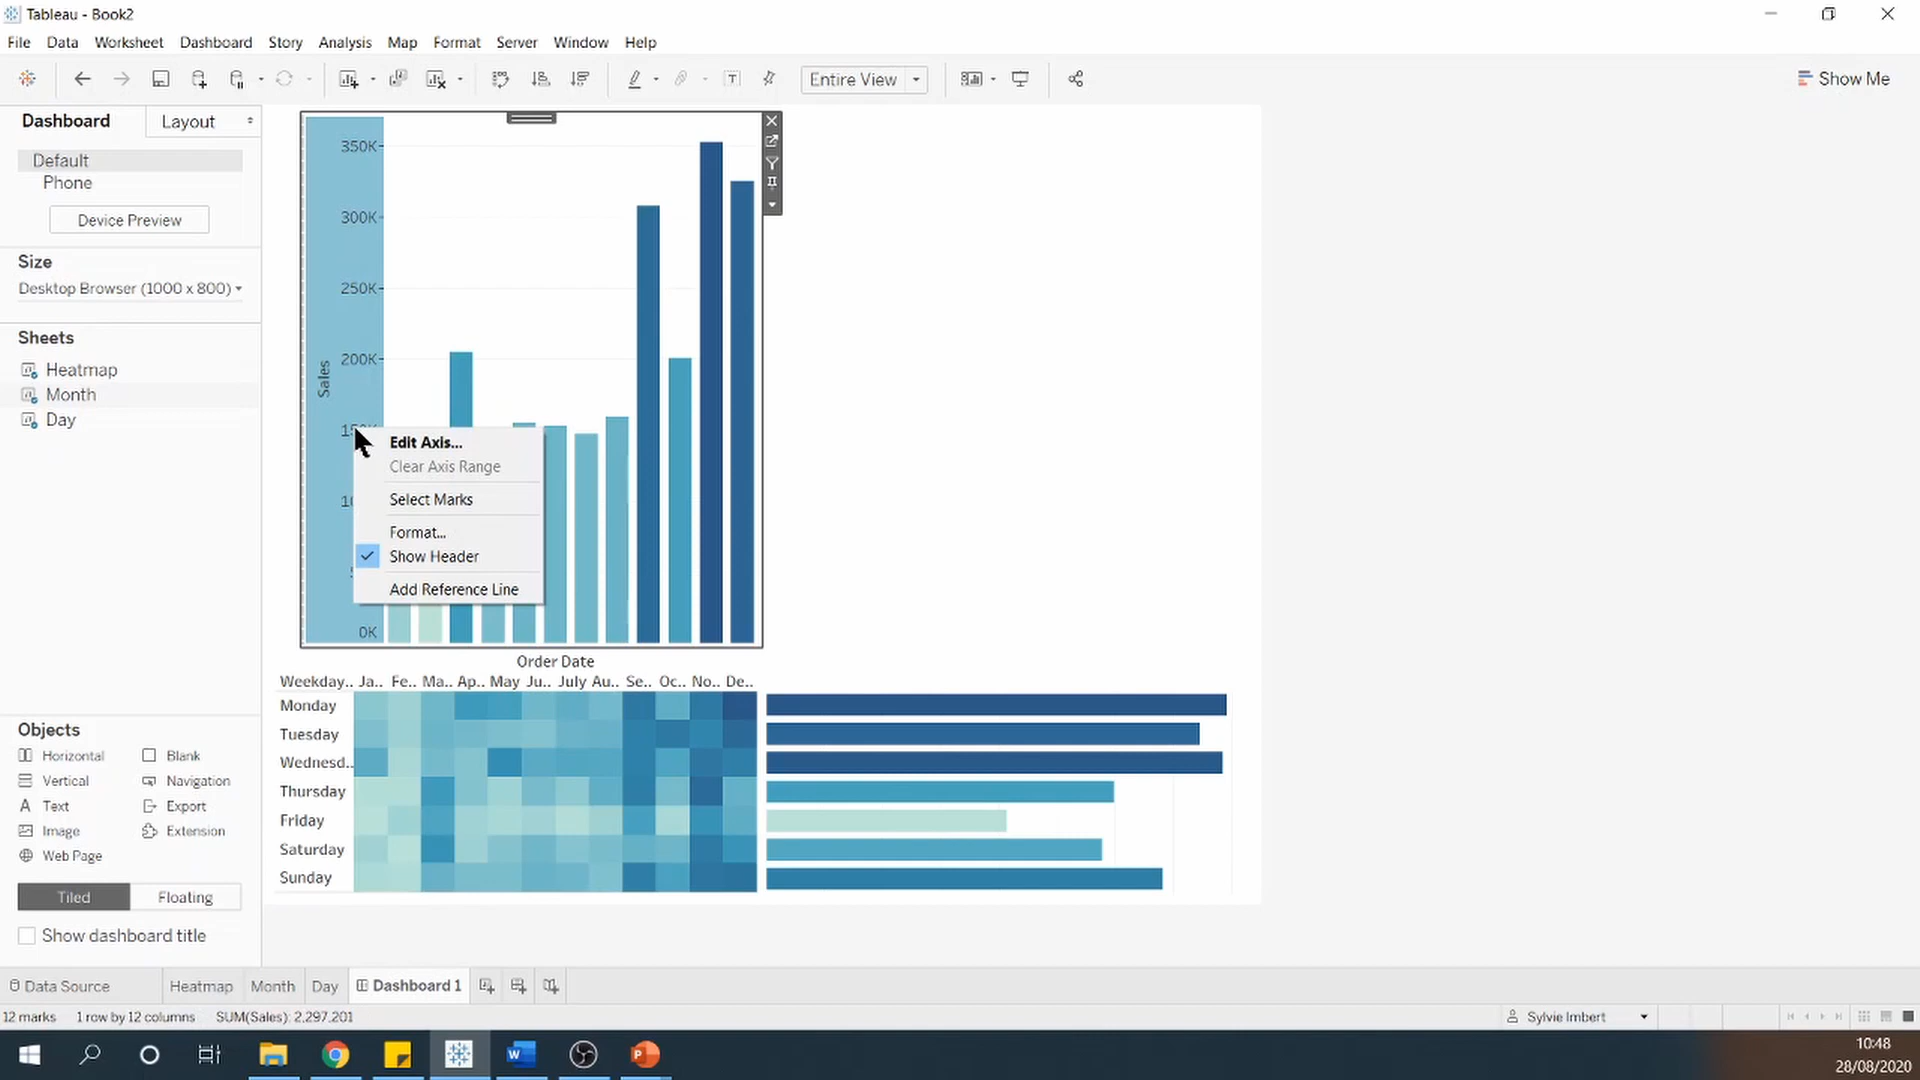 Tableau - Book2
File Data Worksheet Dashboard Story Analysis Map Format Server Window Help
Entire View
Show Me
Dashboard Layout
Default
Phone
Device Preview
Size
Desktop Browser (1000 x 800)
Sheets
Heatmap
Month
Day
350K
300K
250K
200K
Sales
0K
Edit Axis...
Clear Axis Range
Select Marks
Format...
Show Header
Add Reference Line
Order Date
Weekday.. Ja.. Fe.. Ma.. Ap.. May Ju.. July Au.. Se.. Oc.. No.. De..
Monday
Tuesday
Wednesd..
Thursday
Friday
Saturday
Sunday
Objects
Horizontal Blank
Vertical Navigation
A Text Export
Image Extension
Web Page
Tiled Floating
Show dashboard title
Data Source Heatmap Month Day Dashboard 1
12 marks 1 row by 12 columns SUM(Sales): 2,297,201
Sylvie Imbert
10:48
28/08/2020